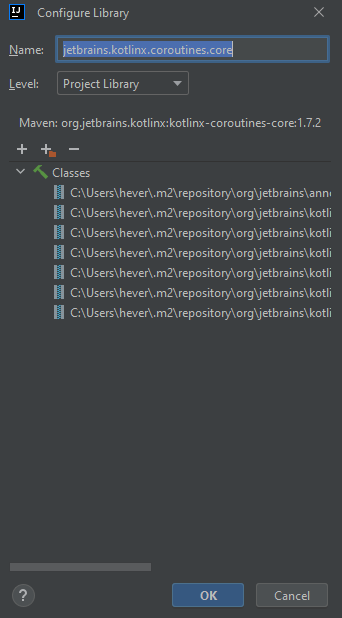 Configure Library
Name: jetbrains.kotlinx.coroutines.core
Level: Project Library
Maven: org.jetbrains.kotlinx:kotlinx-coroutines-core:1.7.2
Classes
C:\Users\hever\.m2\repository\org\jetbrains\anno
C:\Users\hever\.m2\repository\org\jetbrains\kotli
C:\Users\hever\.m2\repository\org\jetbrains\kotli
C:\Users\hever\.m2\repository\org\jetbrains\kotli
C:\Users\hever\.m2\repository\org\jetbrains\kotli
C:\Users\hever\.m2\repository\org\jetbrains\kotli
C:\Users\hever\.m2\repository\org\jetbrains\kotli
? OK Cancel